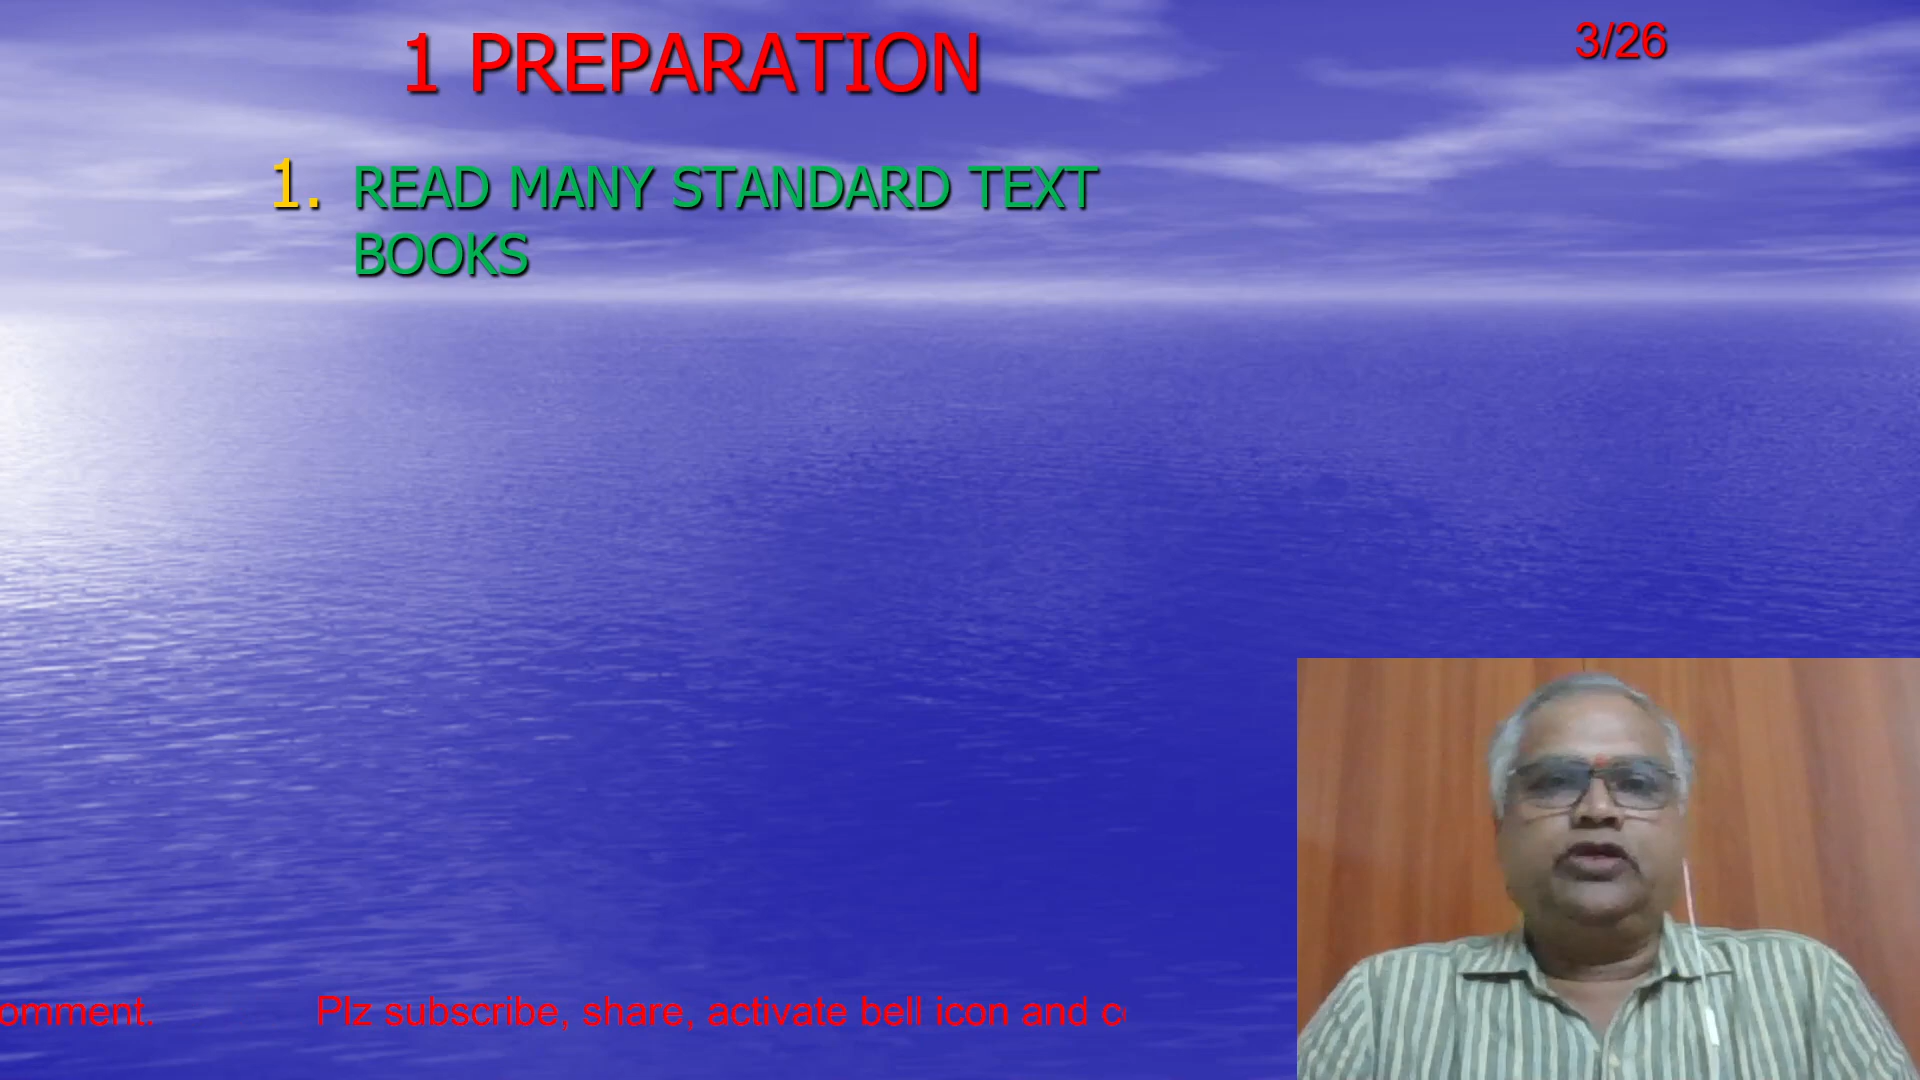 1 PREPARATION
3/26
1. READ MANY STANDARD TEXT
BOOKS
omment. Plz subscribe, share, activate bell icon and c